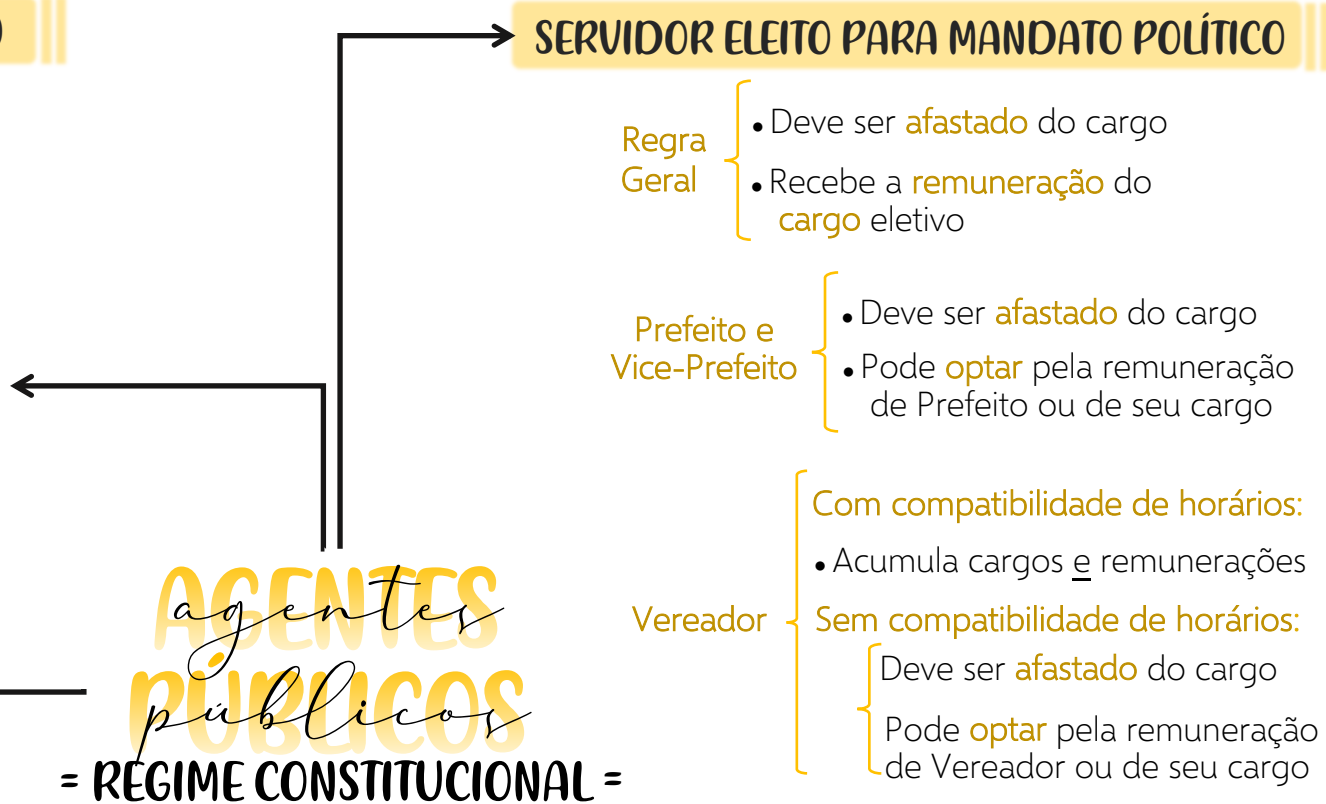 SERVIDOR ELEITO PARA MANDATO POLÍTICO
Regra
Geral
• Deve ser afastado do cargo
• Recebe a remuneração do
cargo eletivo
Prefeito e
Vice-Prefeito
• Deve ser afastado do cargo
• Pode optar pela remuneração
de Prefeito ou de seu cargo
Vereador
Com compatibilidade de horários:
• Acumula cargos e remunerações
Sem compatibilidade de horários:
Deve ser afastado do cargo
Pode optar pela remuneração
de Vereador ou de seu cargo
AGENTES
agentes
PÚBLICOS
públicos
= REGIME CONSTITUCIONAL =